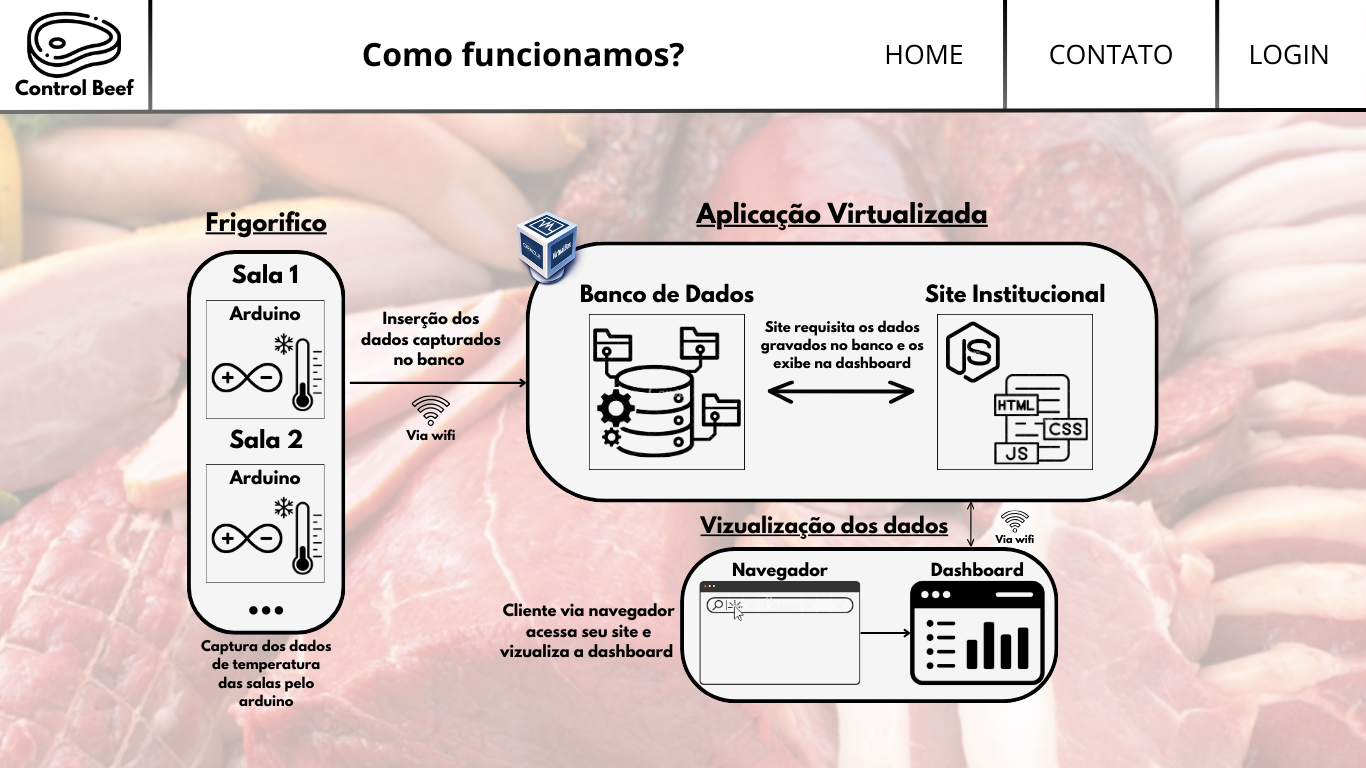 Control Beef
Como funcionamos?
HOME
CONTATO
LOGIN
Frigorifico
Sala 1
Arduino
Sala 2
Arduino
Captura dos dados
de temperatura
das salas pelo
arduino
Inserção dos
dados capturados
no banco
Via wifi
Aplicação Virtualizada
ORACLE
VirtualBox
Banco de Dados
Site requisita os dados
gravados no banco e os
exibe na dashboard
Site Institucional
JS
HTML
CSS
JS
Vizualização dos dados
Via wifi
Cliente via navegador
acessa seu site e
vizualiza a dashboard
Navegador
Dashboard